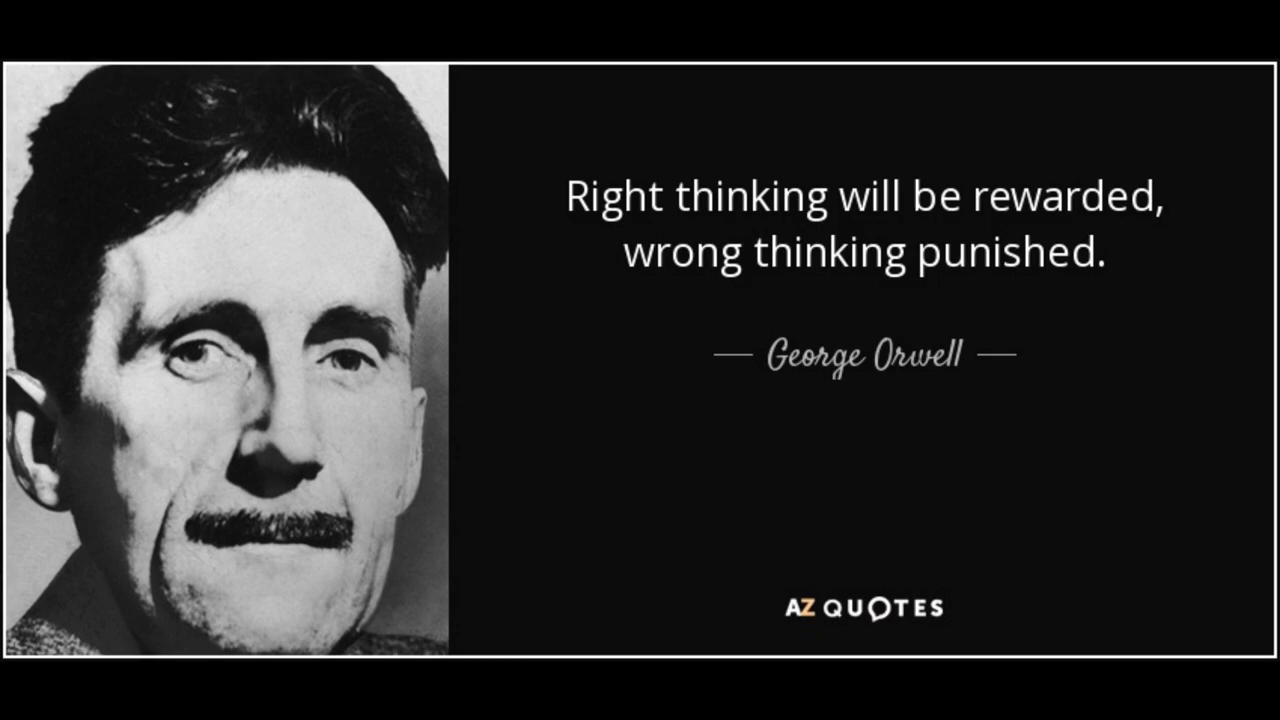 Right thinking will be rewarded,
wrong thinking punished.
George Orwell
AZ QUOTES